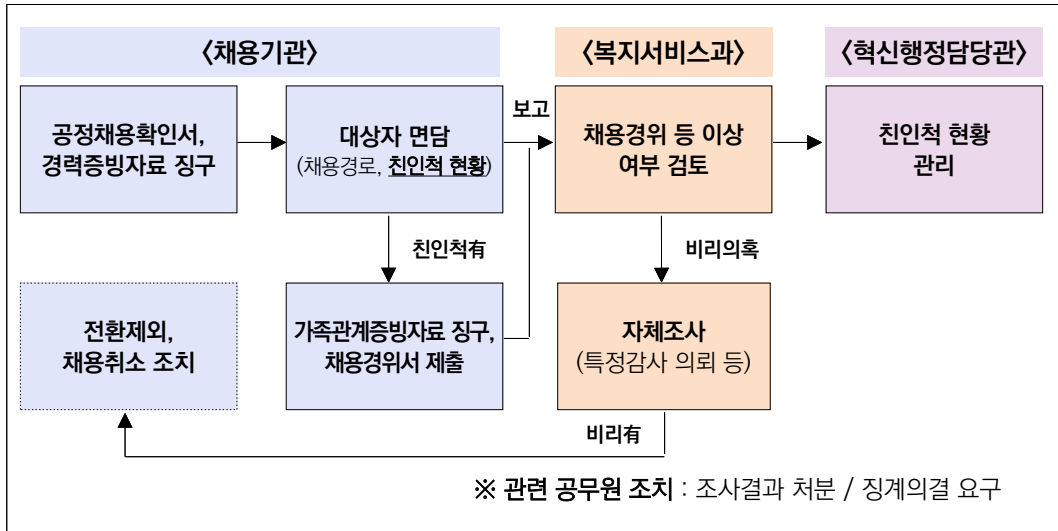 〈채용기관〉
〈복지서비스과〉
〈혁신행정담당관〉
공정채용확인서,
경력증빙자료 징구
대상자 면담
(채용경로, 친인척 현황)
보고
채용경위 등 이상
여부 검토
친인척 현황
관리
친인척有
비리의혹
전환제외,
채용취소 조치
가족관계증빙자료 징구,
채용경위서 제출
자체조사
(특정감사 의뢰 등)
비리有
※ 관련 공무원 조치 : 조사결과 처분 / 징계의결 요구